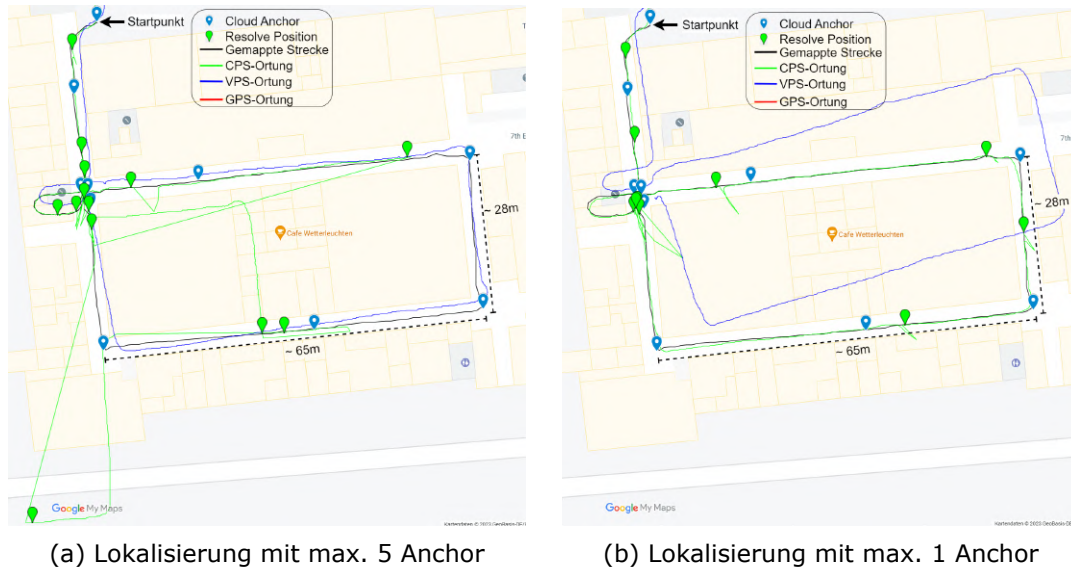 Startpunkt
Cloud Anchor
Resolve Position
Gemappte Strecke
CPS-Ortung
VPS-Ortung
GPS-Ortung
7th E
~ 28m
Cafe Wetterleuchten
~ 65m
Google My Maps
(a) Lokalisierung mit max. 5 Anchor
Startpunkt
Cloud Anchor
Resolve Position
Gemappte Strecke
CPS-Ortung
VPS-Ortung
GPS-Ortung
7th
~ 28m
Cafe Wetterleuchten
~ 65m
Google My Maps
(b) Lokalisierung mit max. 1 Anchor